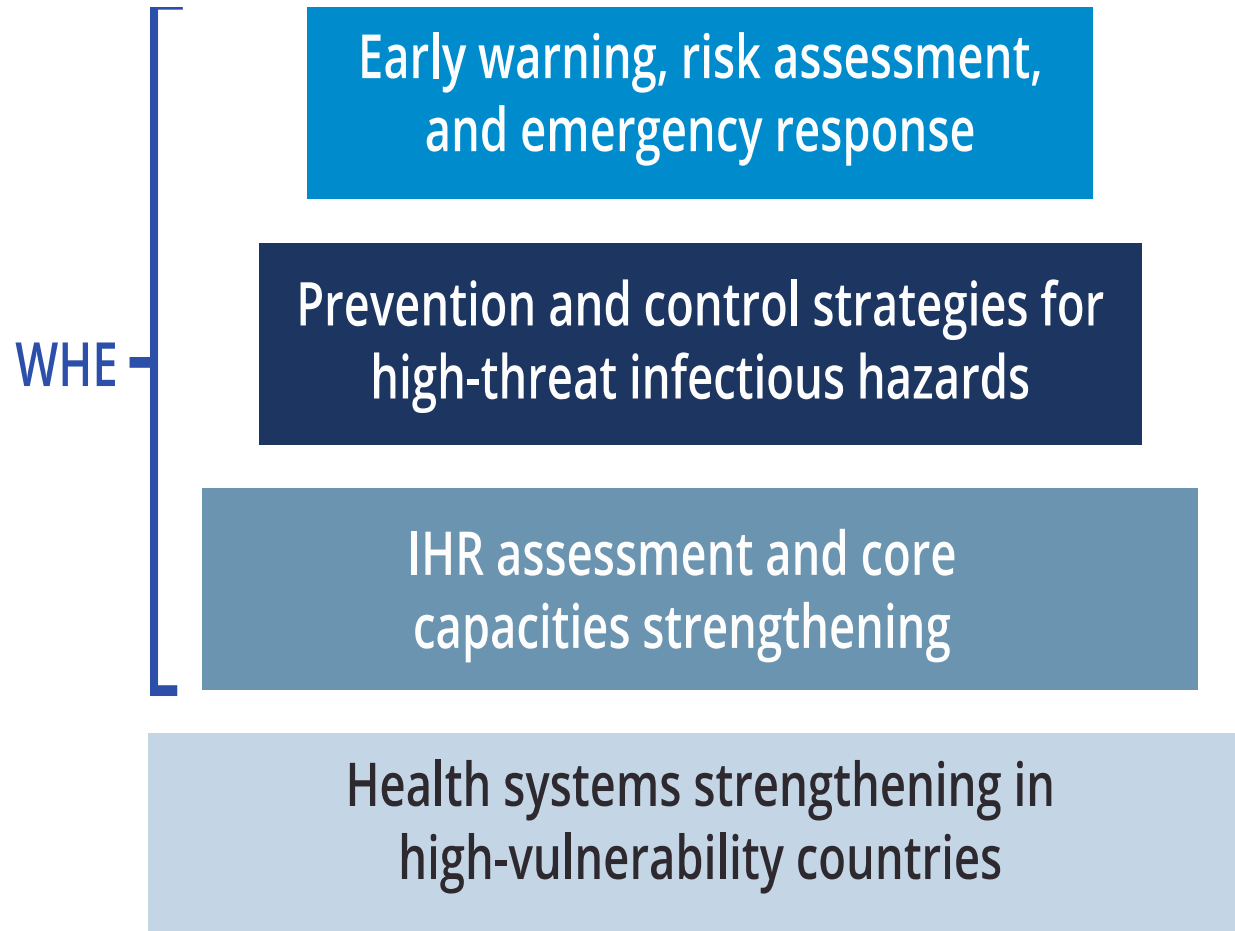 Early warning, risk assessment,
and emergency response
Prevention and control strategies for
high-threat infectious hazards
WHE
IHR assessment and core
capacities strengthening
Health systems strengthening in
high-vulnerability countries